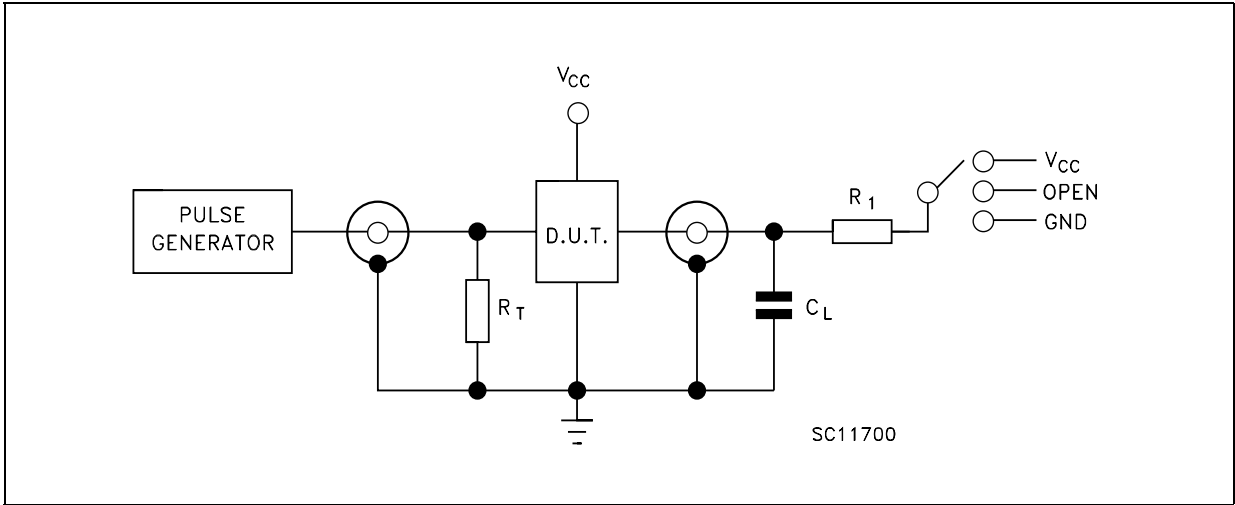 VCC
PULSE
GENERATOR
D.U.T.
RT
CL
R1
VCC
OPEN
GND
SC11700